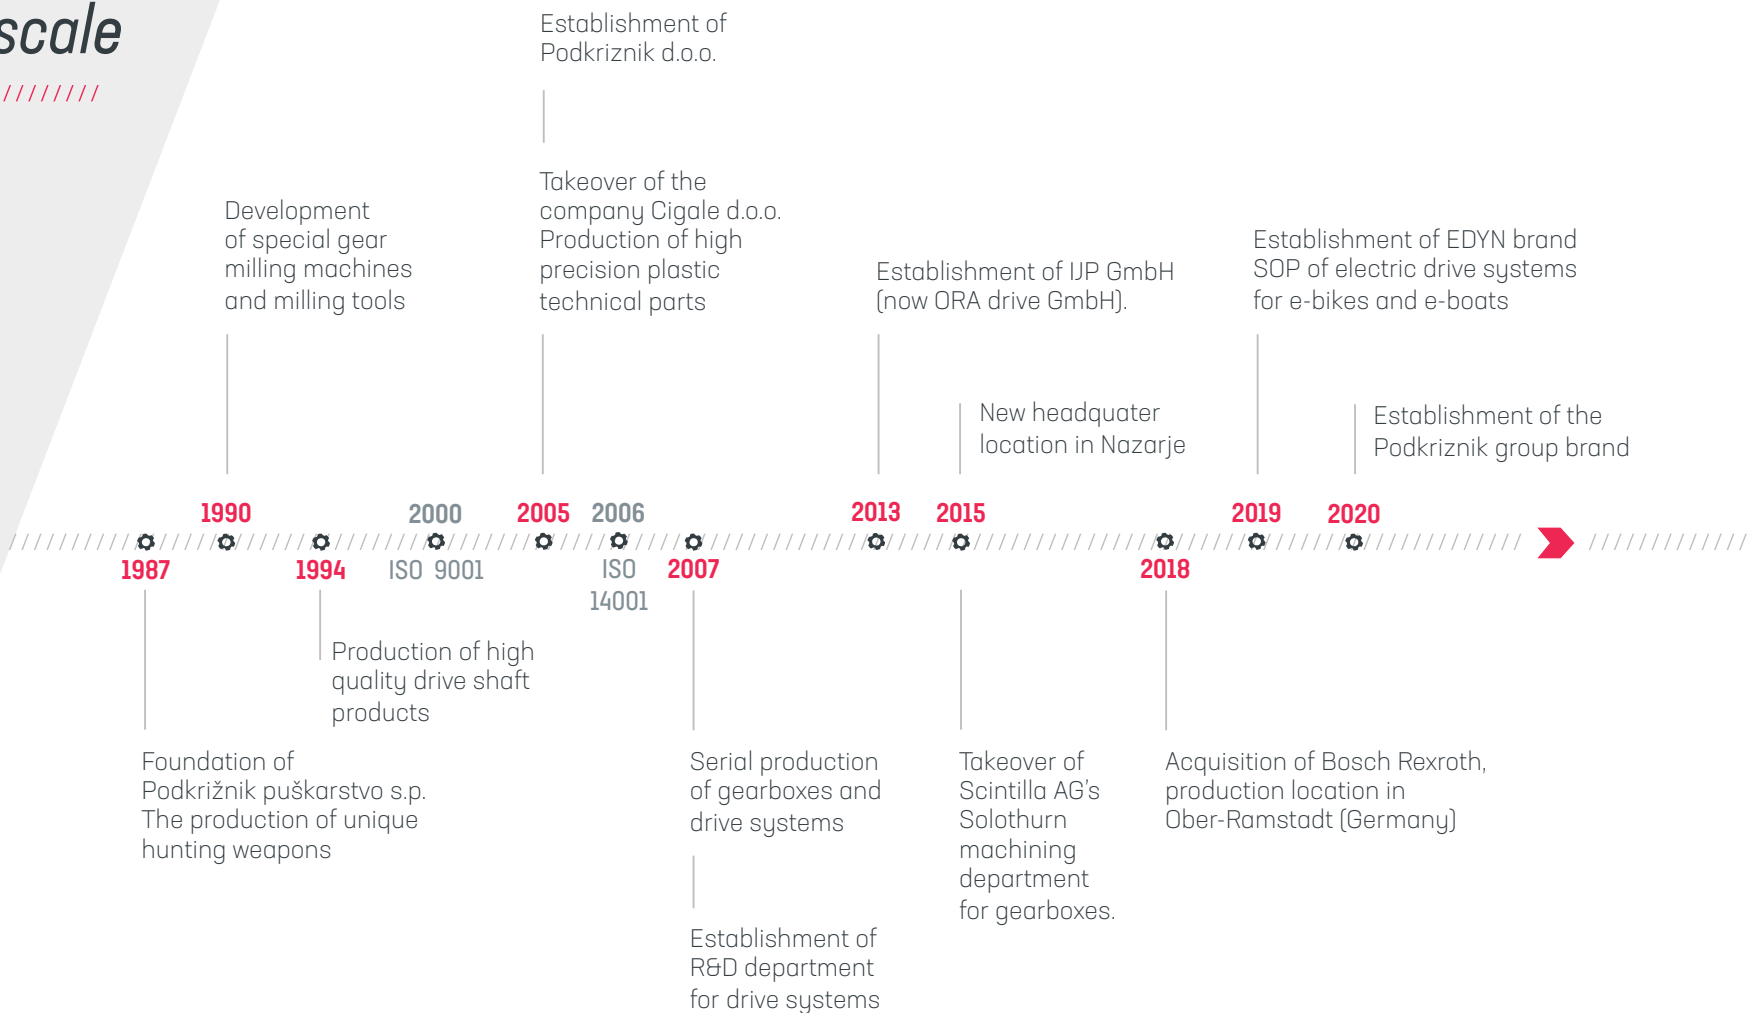 scale
Establishment of
Podkriznik d.o.o.
Development
of special gear
milling machines
and milling tools
Takeover of the
company Cigale d.o.o.
Production of high
precision plastic
technical parts
Establishment of IJP GmbH
(now ORA drive GmbH).
New headquater
location in Nazarje
Establishment of EDYN brand
SOP of electric drive systems
for e-bikes and e-boats
Establishment of the
Podkriznik group brand
1990
2000
2005
2006
2013
2015
2019
2020
1987
1994
ISO 9001
ISO
14001
2007
2018
Foundation of
Podkrižnik puškarstvo s.p.
The production of unique
hunting weapons
Production of high
quality drive shaft
products
Serial production
of gearboxes and
drive systems
Establishment of
R&D department
for drive systems
Takeover of
Scintilla AG's
Solothurn
machining
department
for gearboxes.
Acquisition of Bosch Rexroth,
production location in
Ober-Ramstadt (Germany)